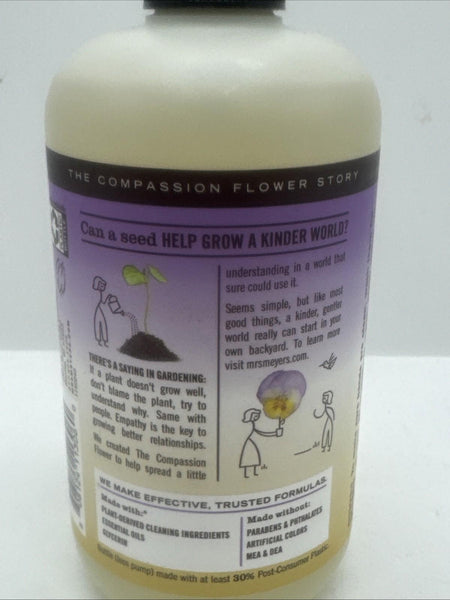 THE COMPASSION FLOWER STORY
Can a seed HELP GROW A KINDER WORLD?
THERE'S A SAYING IN GARDENING:
If a plant doesn't grow well,
don't blame the plant, try to
understand why. Same with
people. Empathy is the key to
growing better relationships.
We created The Compassion
Flower to help spread a little
understanding in a world that
sure could use it.
Seems simple, but like most
good things, a kinder, gentler
world really can start in your
own backyard. To learn more
visit mrsmeyers.com.
WE MAKE EFFECTIVE, TRUSTED FORMULAS.
Made with:*
PLANT-DERIVED CLEANING INGREDIENTS
ESSENTIAL OILS
GLYCERIN
Made without:
PARABENS & PHTHALATES
ARTIFICIAL COLORS
MEA & DEA
Bottle (less pump) made with at least 30% Post-Consumer Plastic.